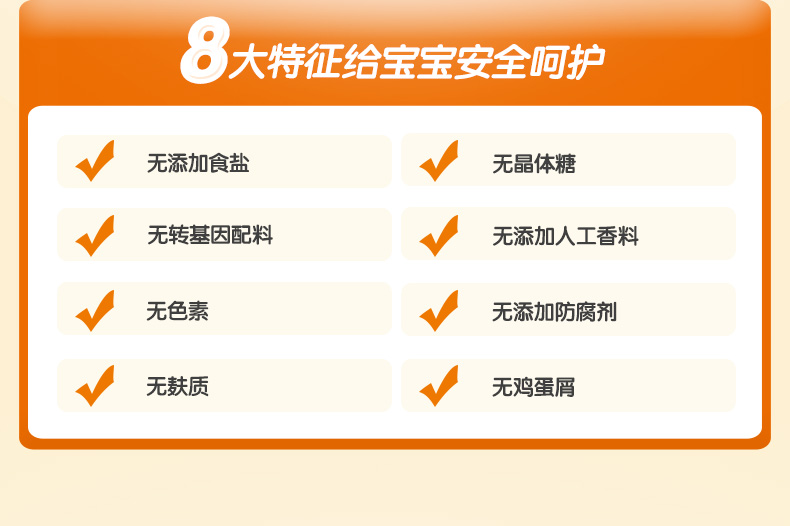 8大特征给宝宝安全呵护
无添加食盐
无晶体糖
无转基因配料
无添加人工香料
无色素
无添加防腐剂
无麸质
无鸡蛋屑